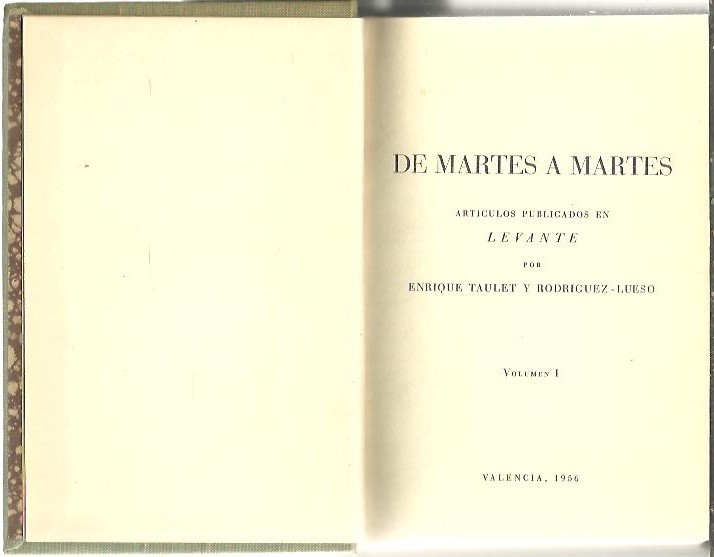 DE MARTES A MARTES
ARTICULOS PUBLICADOS EN
LEVANTE
POR
ENRIQUE TAULET Y RODRIGUEZ-LUESO
VOLUMEN I
VALENCIA, 1956